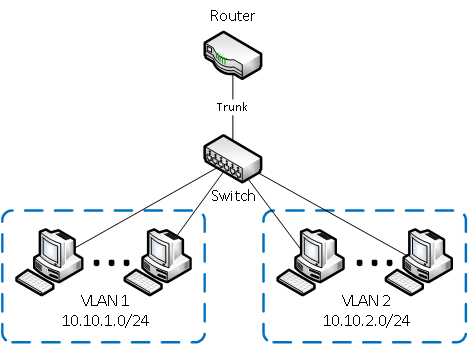 Router
Trunk
Switch
VLAN 1
10.10.1.0/24
VLAN 2
10.10.2.0/24